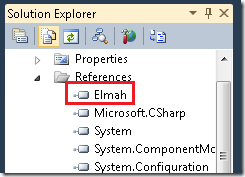 Solution Explorer
Properties
References
Elmah
Microsoft.CSharp
System
System.ComponentMo
System.Configuration